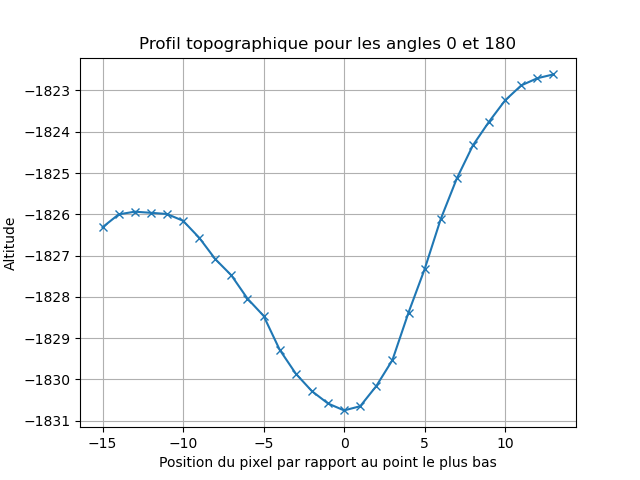 Profil topographique pour les angles 0 et 180
−1823
−1824
−1825
−1826
−1827
−1828
−1829
−1830
−1831
Altitude
−15 −10 −5 0 5 10
Position du pixel par rapport au point le plus bas